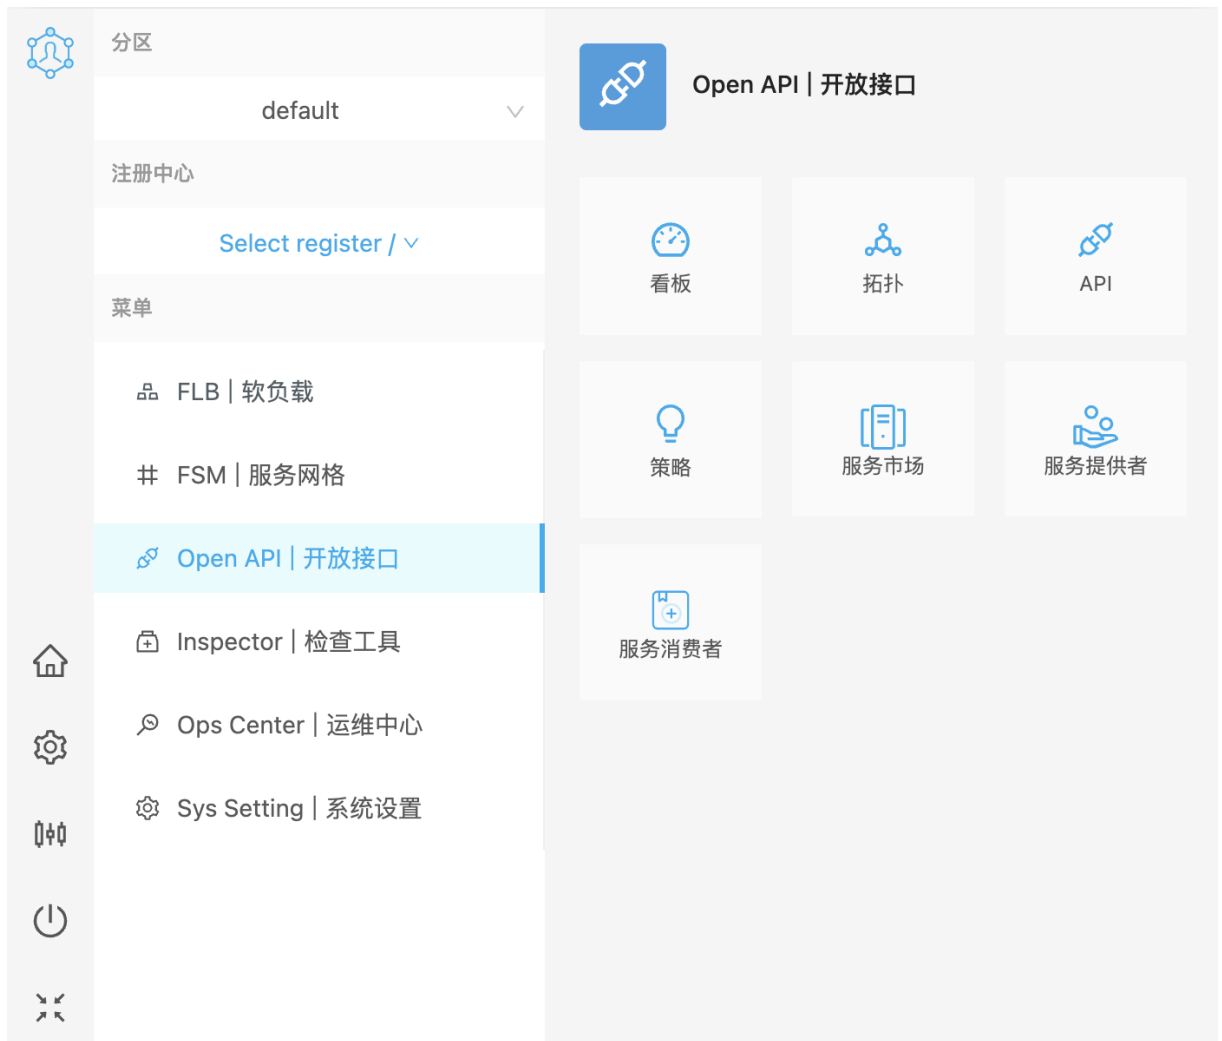 分区
default
注册中心
Select register /
菜单
FLB | 软负载
FSM | 服务网格
Open API | 开放接口
Inspector | 检查工具
Ops Center | 运维中心
Sys Setting | 系统设置
Open API | 开放接口
看板
拓扑
API
策略
服务市场
服务提供者
服务消费者